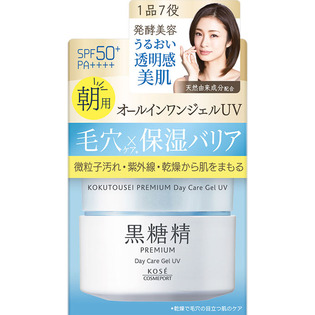 SPF50+
PA++++
朝用
1品7役
発酵美容
うるおい
透明感
美肌
天然由来成分配合
オールインワンジェルUV
毛穴ケア×保湿バリア
微粒子汚れ・紫外線・乾燥から肌をまもる
KOKUTOUSEI PREMIUM Day Care Gel UV
黒糖精
PREMIUM
Day Care Gel UV
KOSÉ
COSMEPORT
*乾燥で毛穴の目立つ肌のケア